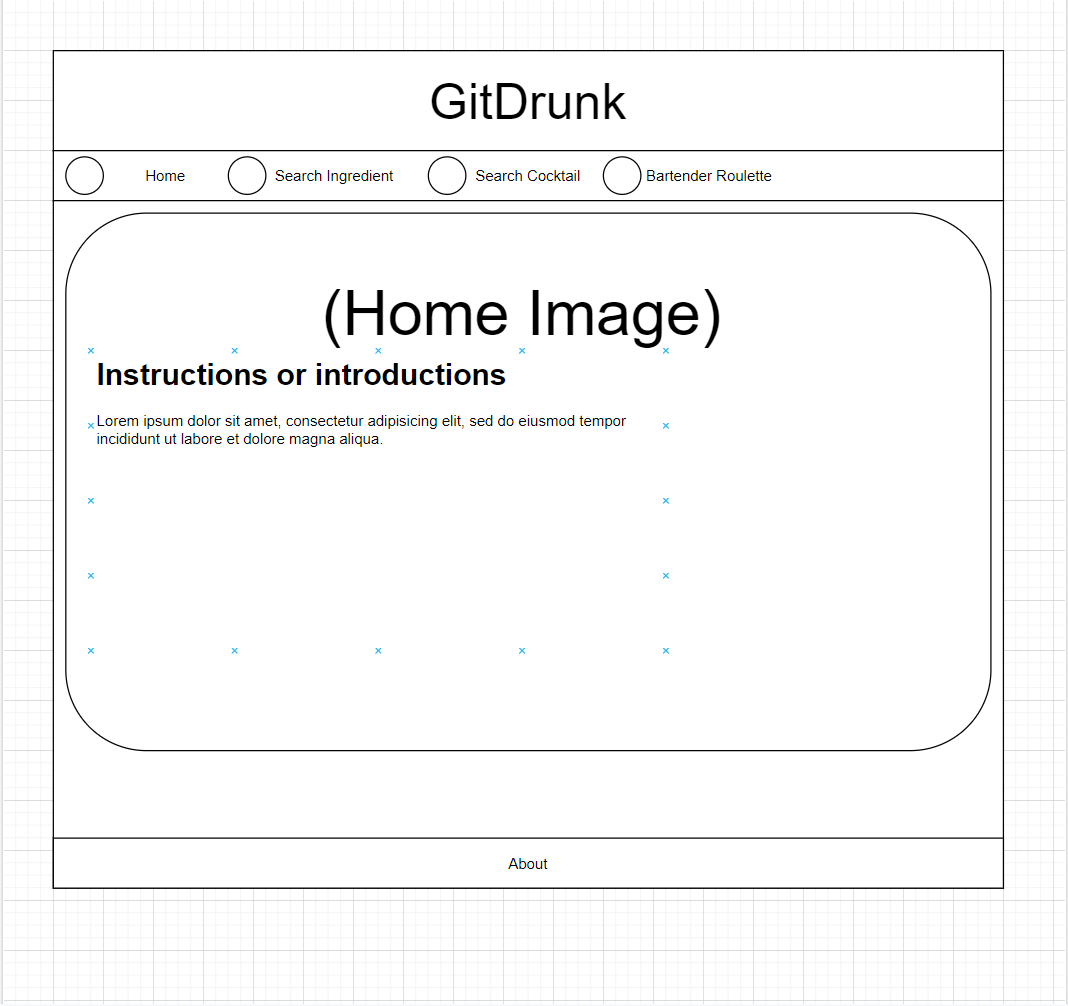 GitDrunk
Home
Search Ingredient
Search Cocktail
Bartender Roulette
(Home Image)
Instructions or introductions
Lorem ipsum dolor sit amet, consectetur adipisicing elit, sed do eiusmod tempor
incididunt ut labore et dolore magna aliqua.
About